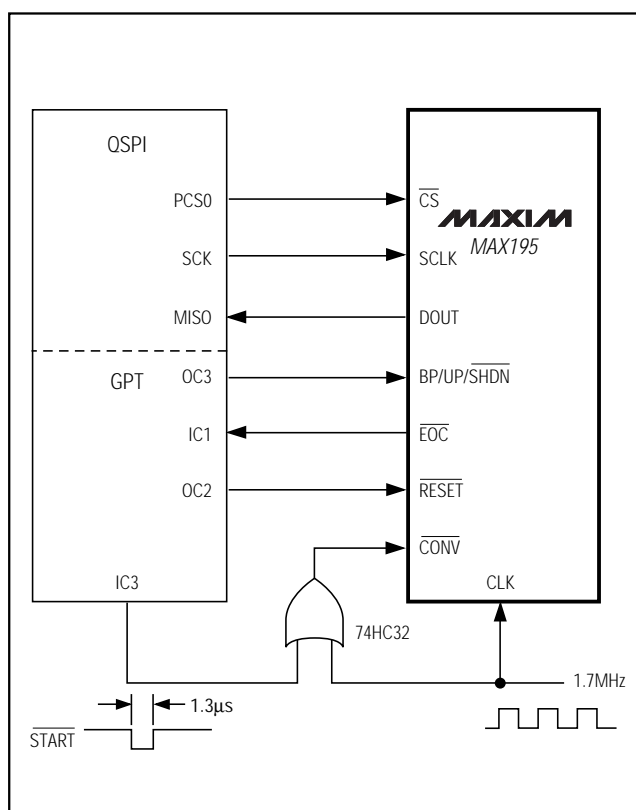 QSPI
PCS0
CS
MAXIM
MAX195
SCK
SCLK
MISO
DOUT
GPT
OC3
BP/UP/SHDN
IC1
EOC
OC2
RESET
CONV
IC3
CLK
74HC32
1.3μs
1.7MHz
START